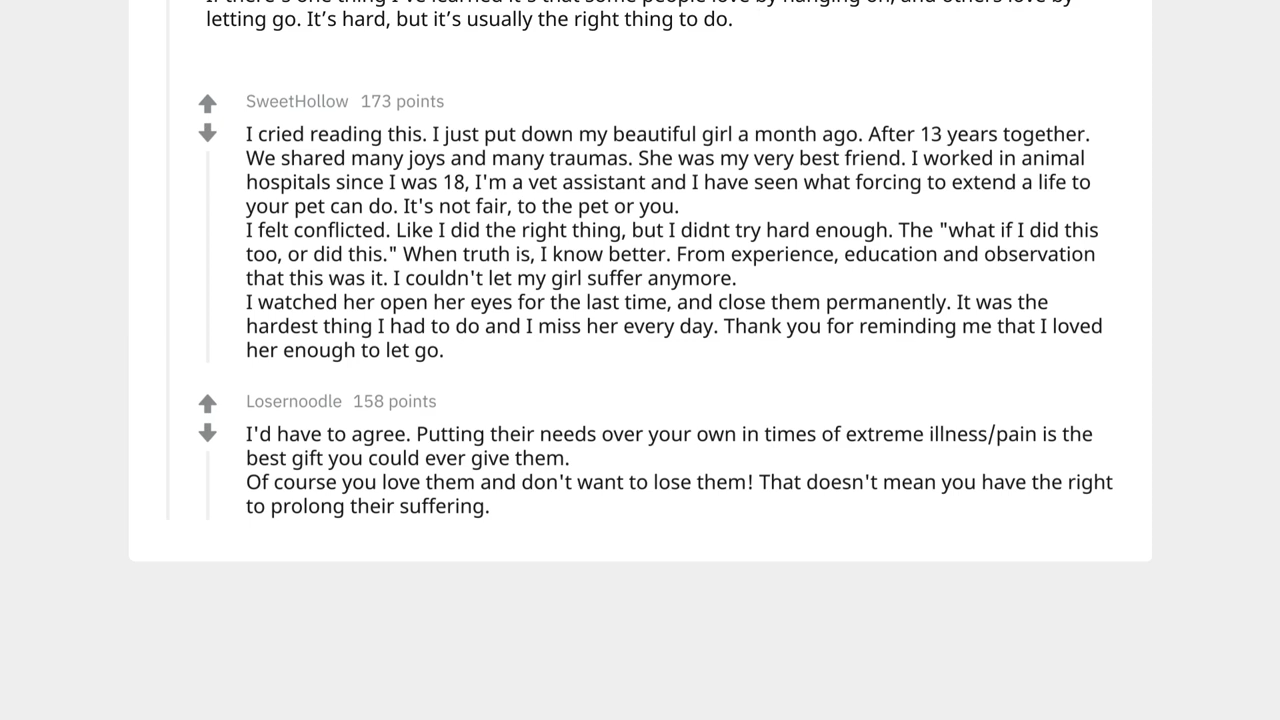 letting go. It’s hard, but it’s usually the right thing to do.
SweetHollow 173 points
I cried reading this. I just put down my beautiful girl a month ago. After 13 years together.
We shared many joys and many traumas. She was my very best friend. I worked in animal
hospitals since I was 18, I'm a vet assistant and I have seen what forcing to extend a life to
your pet can do. It's not fair, to the pet or you.
I felt conflicted. Like I did the right thing, but I didnt try hard enough. The "what if I did this
too, or did this." When truth is, I know better. From experience, education and observation
that this was it. I couldn't let my girl suffer anymore.
I watched her open her eyes for the last time, and close them permanently. It was the
hardest thing I had to do and I miss her every day. Thank you for reminding me that I loved
her enough to let go.
Losernoodle 158 points
I'd have to agree. Putting their needs over your own in times of extreme illness/pain is the
best gift you could ever give them.
Of course you love them and don't want to lose them! That doesn't mean you have the right
to prolong their suffering.